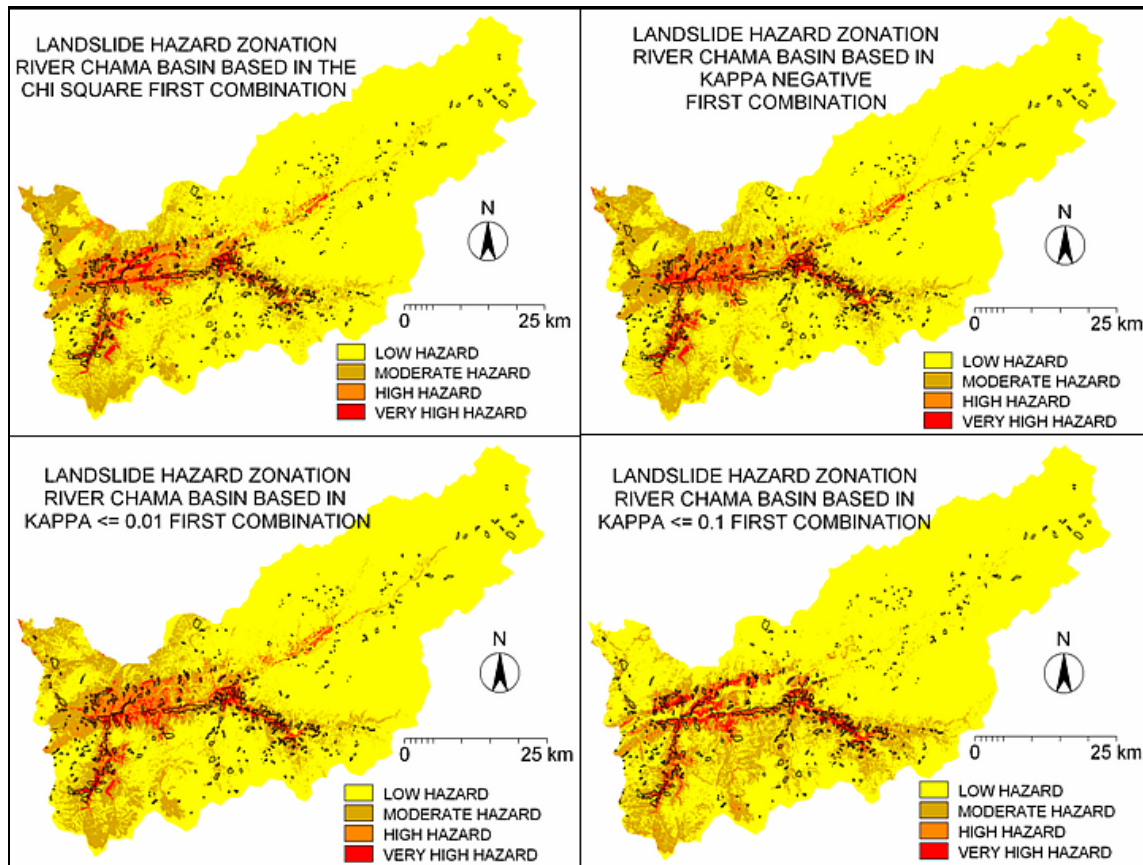 LANDSLIDE HAZARD ZONATION
RIVER CHAMA BASIN BASED IN THE
CHI SQUARE FIRST COMBINATION
N
0 25 km
LOW HAZARD
MODERATE HAZARD
HIGH HAZARD
VERY HIGH HAZARD
LANDSLIDE HAZARD ZONATION
RIVER CHAMA BASIN BASED IN
KAPPA NEGATIVE
FIRST COMBINATION
N
0 25 km
LOW HAZARD
MODERATE HAZARD
HIGH HAZARD
VERY HIGH HAZARD
LANDSLIDE HAZARD ZONATION
RIVER CHAMA BASIN BASED IN
KAPPA <= 0.01 FIRST COMBINATION
N
0 25 km
LOW HAZARD
MODERATE HAZARD
HIGH HAZARD
VERY HIGH HAZARD
LANDSLIDE HAZARD ZONATION
RIVER CHAMA BASIN BASED IN
KAPPA <= 0.1 FIRST COMBINATION
N
0 25 km
LOW HAZARD
MODERATE HAZARD
HIGH HAZARD
VERY HIGH HAZARD